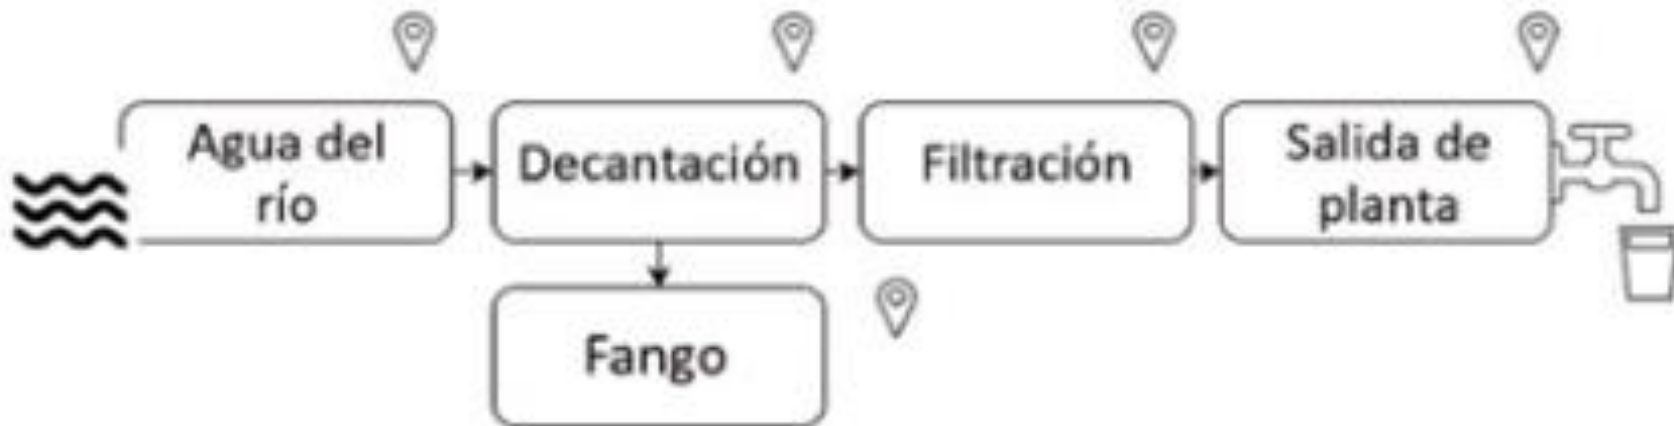 Agua del
río
Decantación
Filtración
Salida de
planta
Fango